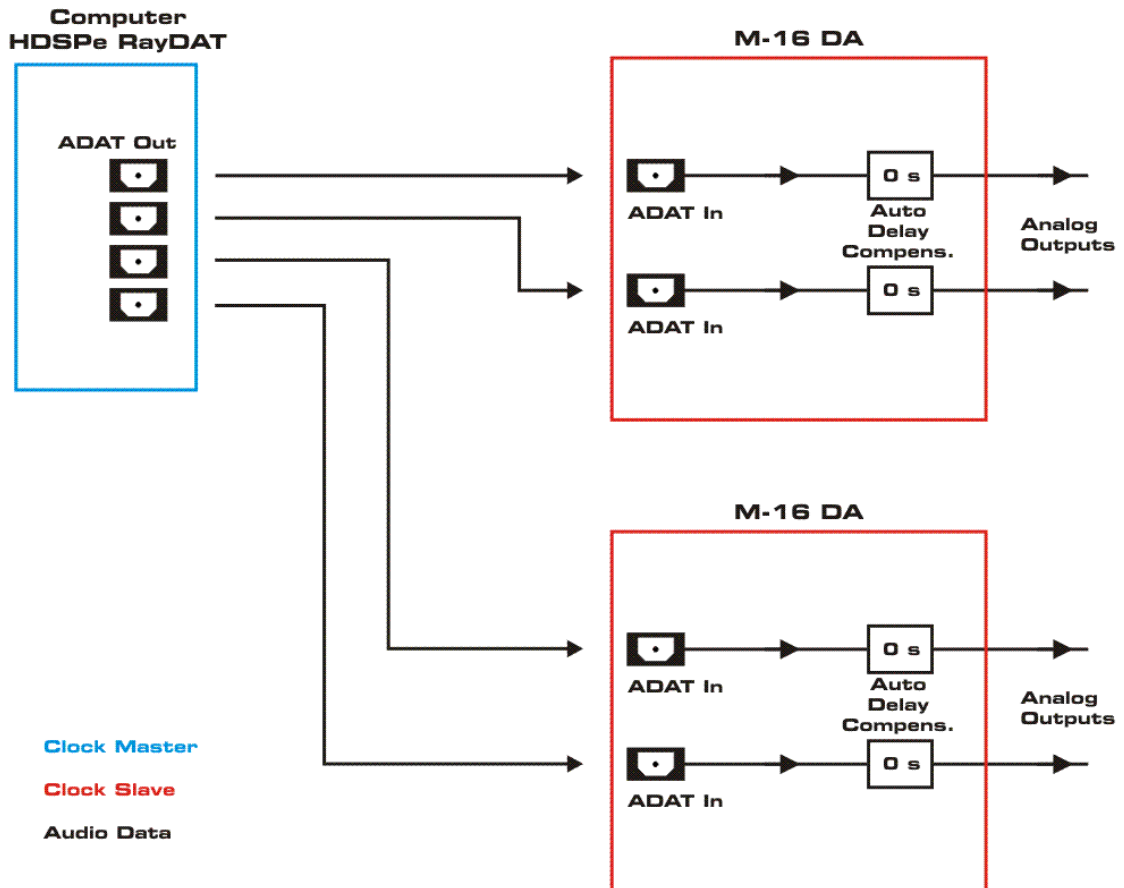 Computer
HDSPe RayDAT
ADAT Out
M-16 DA
ADAT In
0 s
Auto
Delay
Compens.
Analog
Outputs
ADAT In
0 s
M-16 DA
ADAT In
0 s
Auto
Delay
Compens.
Analog
Outputs
ADAT In
0 s
Clock Master
Clock Slave
Audio Data